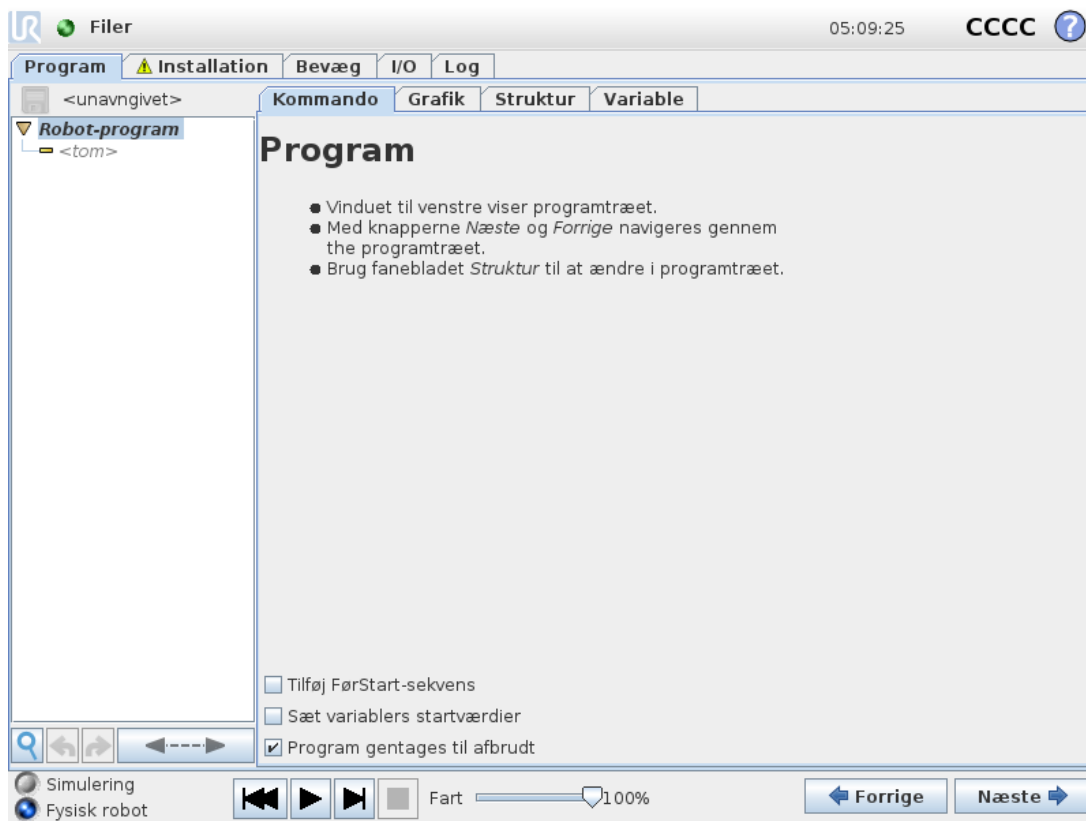 UR Filer 05:09:25 CCCC ?
Program Installation Bevæg I/O Log
<unavngivet> Kommando Grafik Struktur Variable
Robot-program
<tom>
Program
Vinduet til venstre viser programtræet.
Med knapperne Næste og Forrige navigeres gennem
the programtræet.
Brug fanebladet Struktur til at ændre i programtræet.
Tilføj FørStart-sekvens
Sæt variablers startværdier
Program gentages til afbrudt
Simulering
Fysisk robot
Fart 100% Forrige Næste